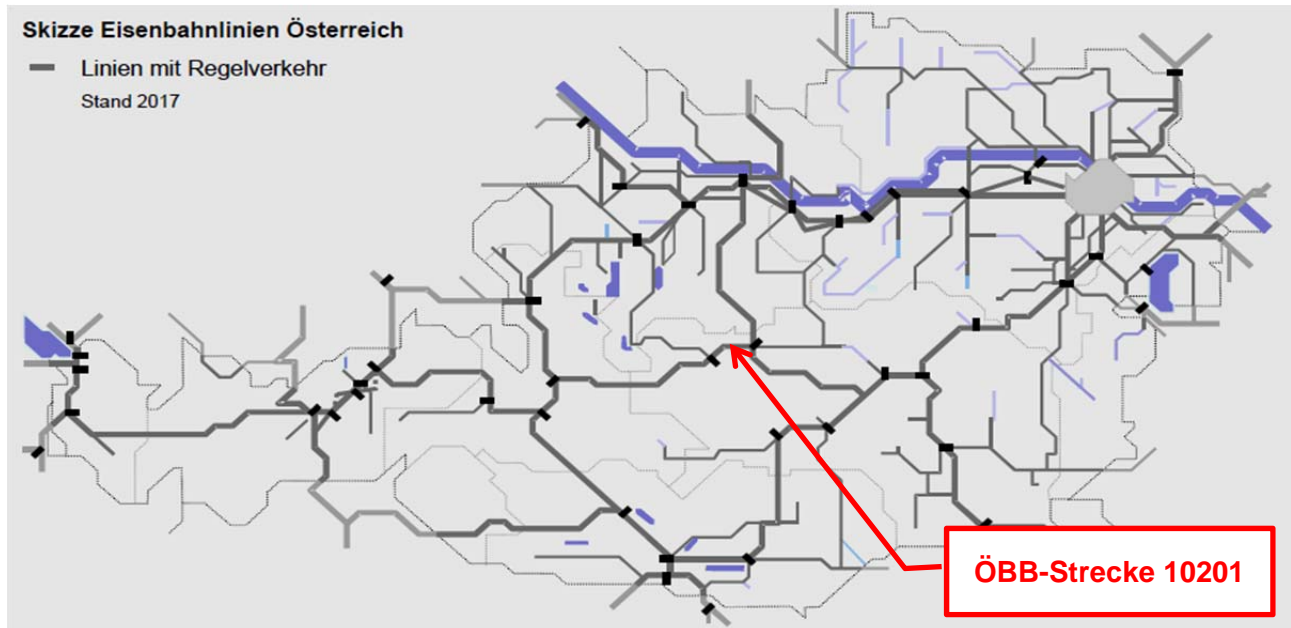 Skizze Eisenbahnlinien Österreich
Linien mit Regelverkehr
Stand 2017
ÖBB-Strecke 10201